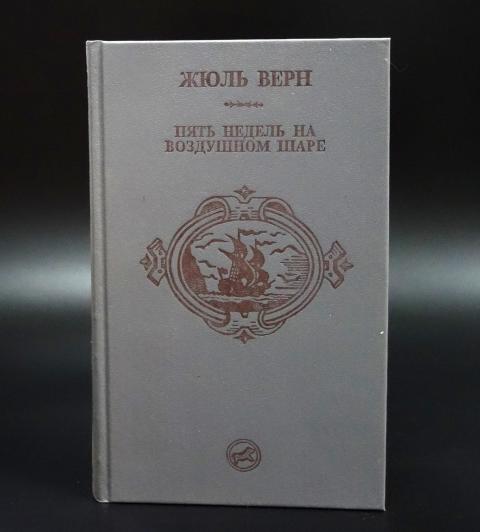 ЖЮЛЬ ВЕРН
ПЯТЬ НЕДЕЛЬ НА
ВОЗДУШНОМ ШАРЕ